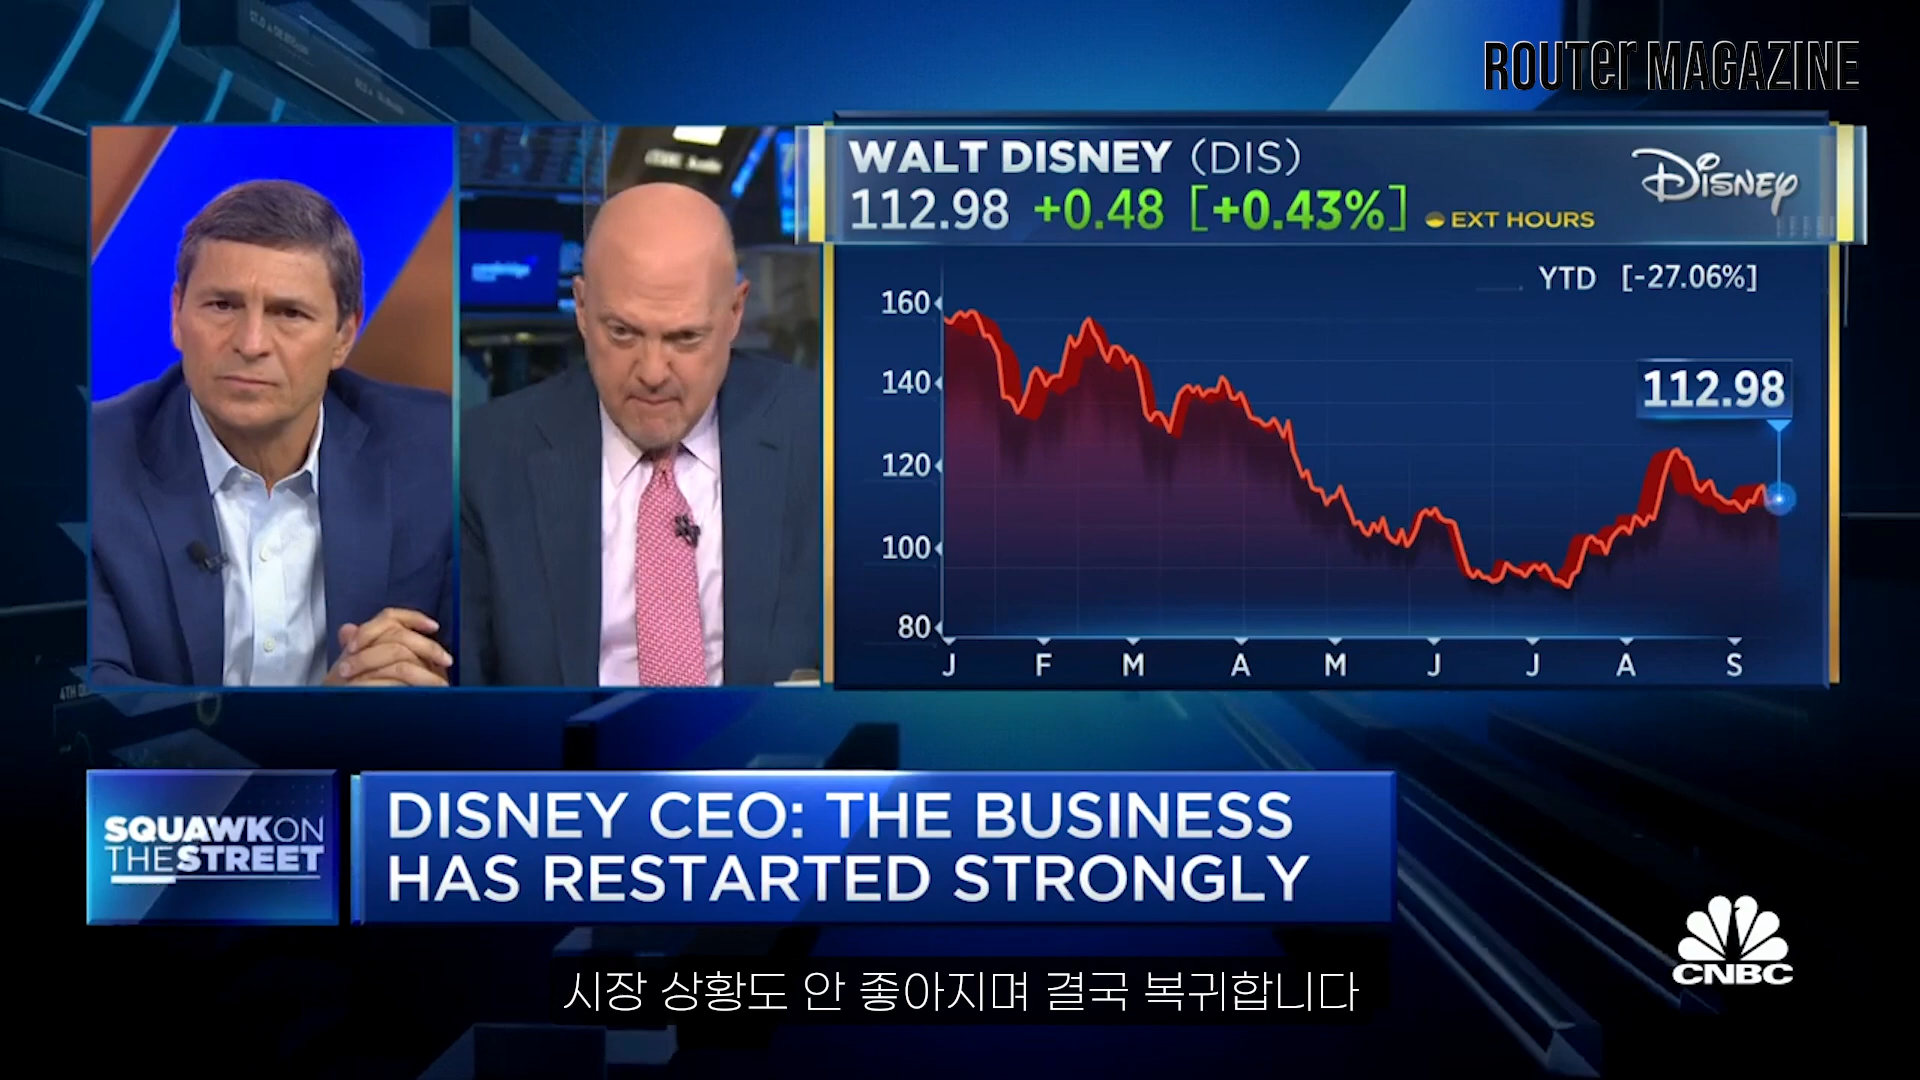 ROUTer MAGAZINE
WALT DISNEY (DIS)
112.98 +0.48 [+0.43%] EXT HOURS
DISNEY
YTD [-27.06%]
160
140
120
100
80
112.98
J F M A M J J A S
SQUAWK ON
THE STREET
DISNEY CEO: THE BUSINESS
HAS RESTARTED STRONGLY
CNBC
시장 상황도 안 좋아지며 결국 복귀합니다